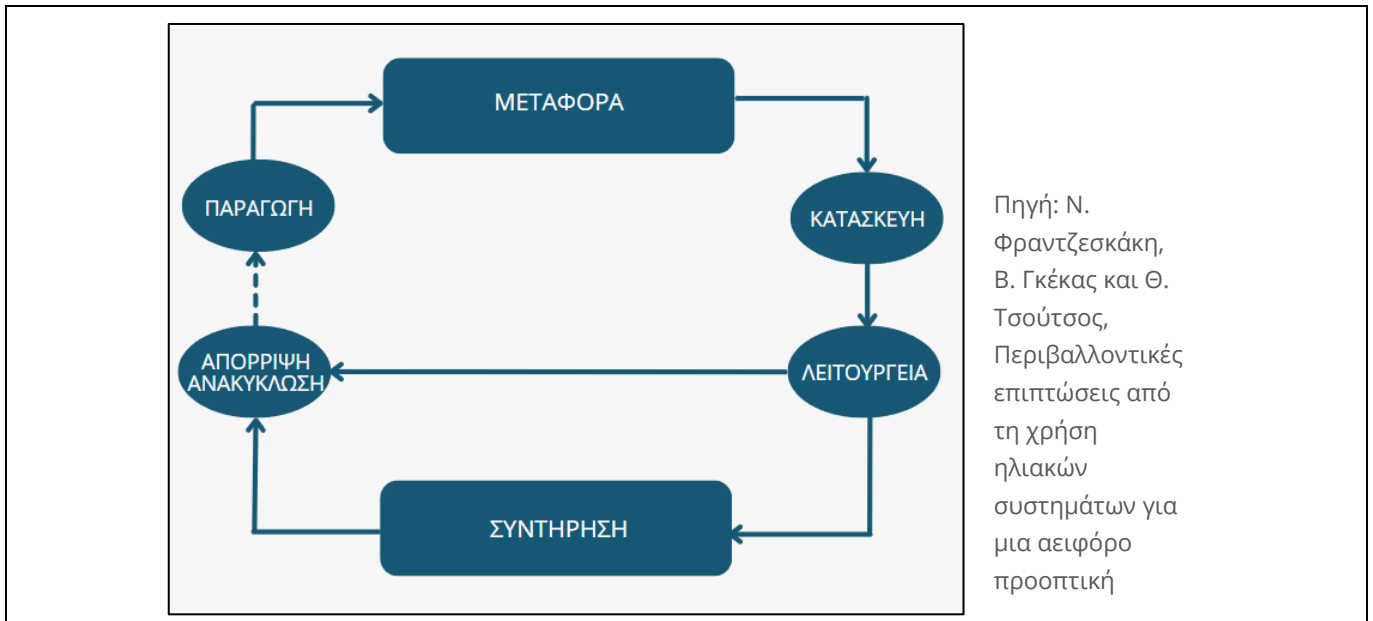 ΜΕΤΑΦΟΡΑ
ΠΑΡΑΓΩΓΗ
ΚΑΤΑΣΚΕΥΗ
ΑΠΟΡΡΙΨΗ
ΑΝΑΚΥΚΛΩΣΗ
ΛΕΙΤΟΥΡΓΕΙΑ
ΣΥΝΤΗΡΗΣΗ
Πηγή: Ν.
Φραντζεσκάκη,
Β. Γκέκας και Θ.
Τσούτσος,
Περιβαλλοντικές
επιπτώσεις από
τη χρήση
ηλιακών
συστημάτων για
μια αειφόρο
προοπτική